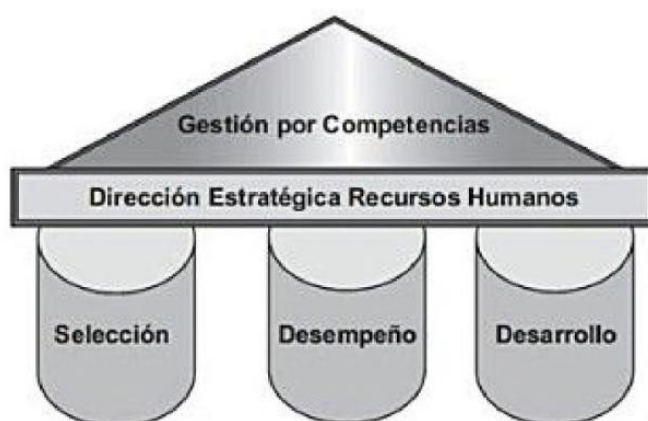 Gestión por Competencias
Dirección Estratégica Recursos Humanos
Selección
Desempeño
Desarrollo